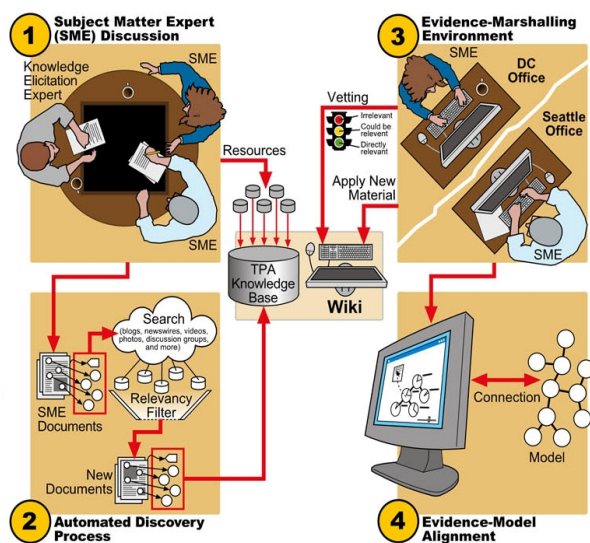 1
Subject Matter Expert
(SME) Discussion
Knowledge
Elicitation
Expert
SME
SME
Resources
3
Evidence-Marshalling
Environment
SME
DC
Office
Seattle
Office
SME
Vetting
Irrelevant
Could be
relevent
Directly
relevant
Apply New
Material
TPA
Knowledge
Base
Wiki
Search
(blogs, newswires, videos,
photos, discussion groups,
and more)
SME
Documents
Relevancy
Filter
New
Documents
2
Automated Discovery
Process
Connection
Model
4
Evidence-Model
Alignment